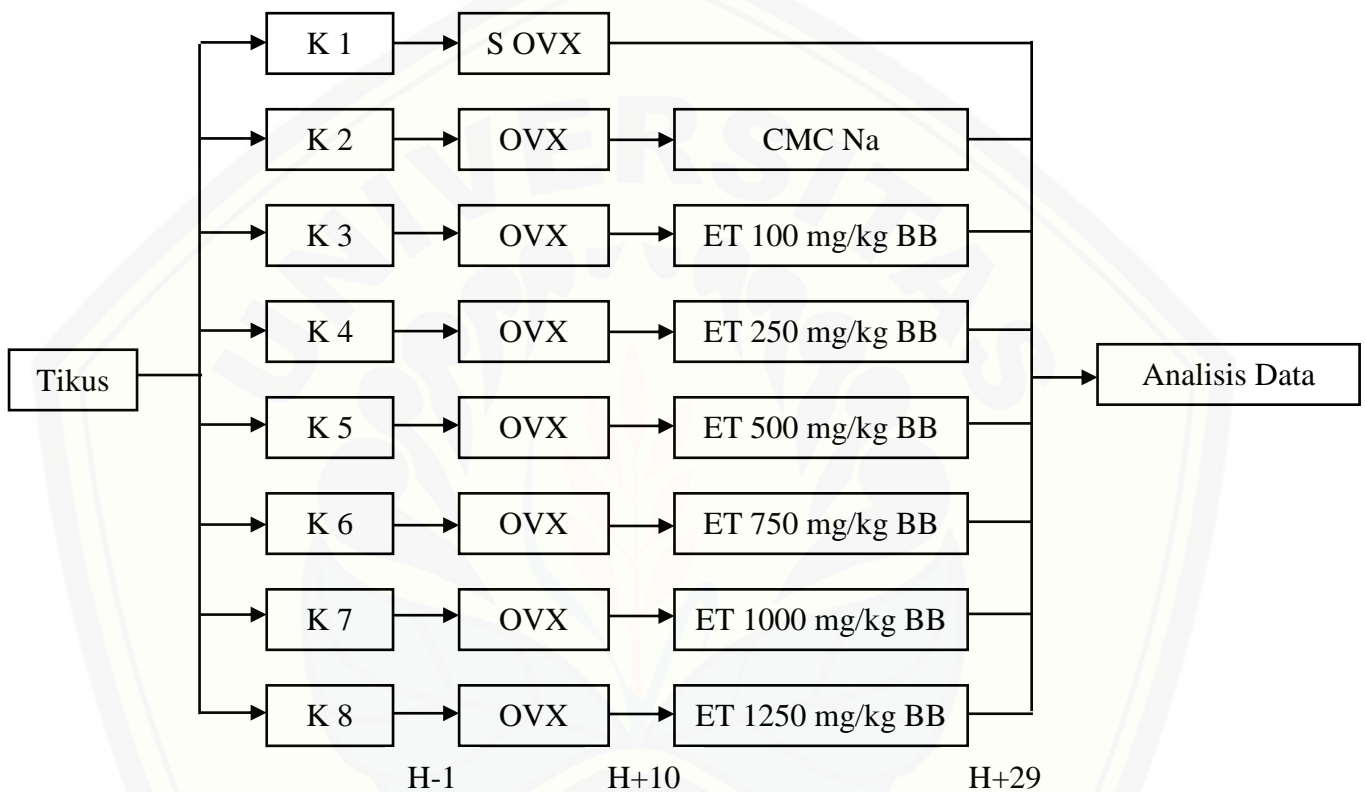 K 1 S OVX
K 2 OVX CMC Na
K 3 OVX ET 100 mg/kg BB
K 4 OVX ET 250 mg/kg BB
Tikus Analisis Data
K 5 OVX ET 500 mg/kg BB
K 6 OVX ET 750 mg/kg BB
K 7 OVX ET 1000 mg/kg BB
K 8 OVX ET 1250 mg/kg BB
H-1 H+10 H+29
UNIVERSITAS